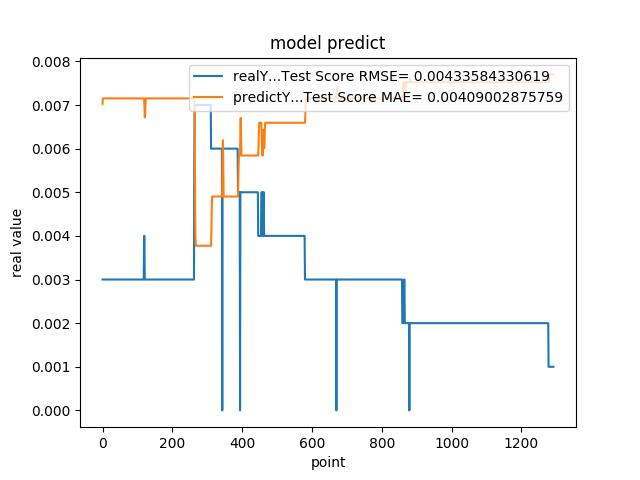 model predict
realY...Test Score RMSE= 0.00433584330619
predictY...Test Score MAE= 0.00409002875759
0.008
0.007
0.006
0.005
0.004
0.003
0.002
0.001
0.000
real value
0 200 400 600 800 1000 1200
point